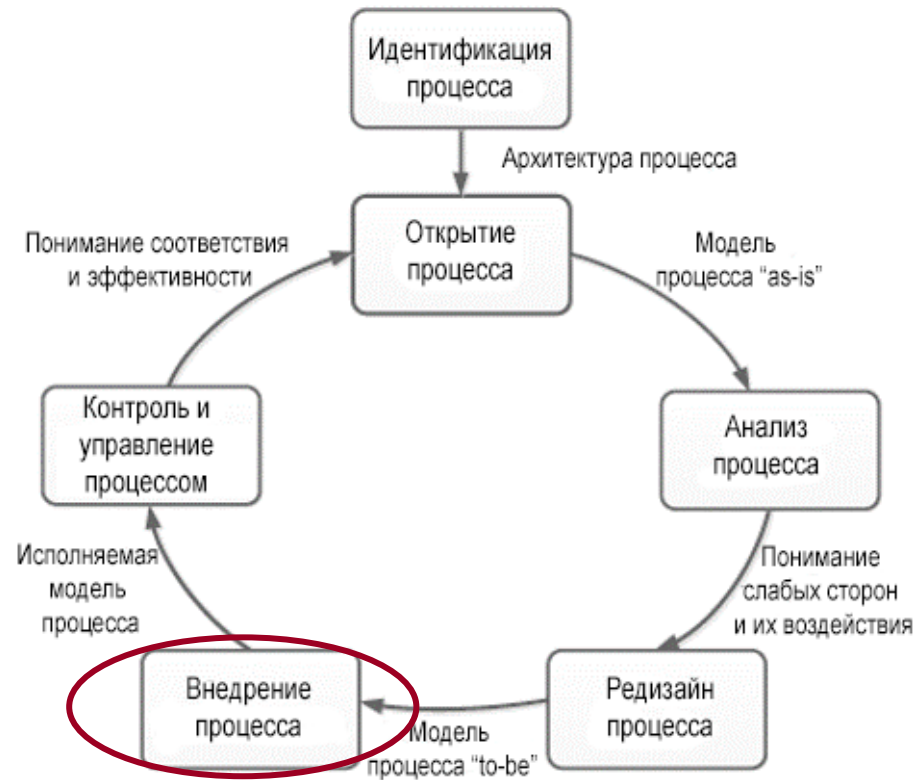 Идентификация
процесса
Архитектура процесса
Открытие
процесса
Понимание соответствия
и эффективности
Модель
процесса “as-is”
Контроль и
управление
процессом
Анализ
процесса
Исполняемая
модель
процесса
Понимание
слабых сторон
и их воздействия
Внедрение
процесса
Редизайн
процесса
Модель
процесса “to-be”